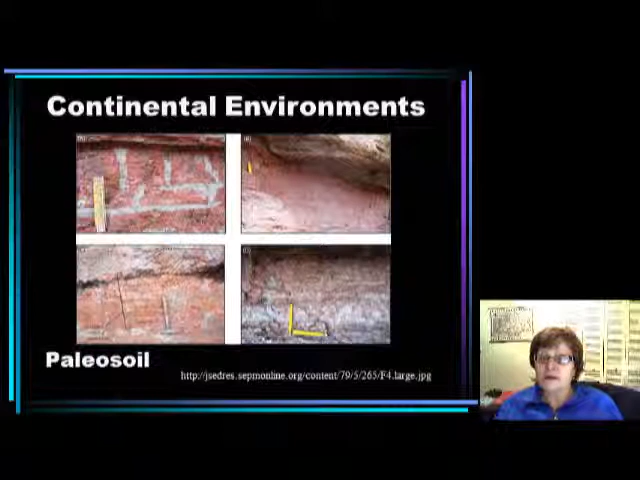 Continental Environments
Paleosoil
http://jsedres.sepmonline.org/content/79/5/265/F4.large.jpg